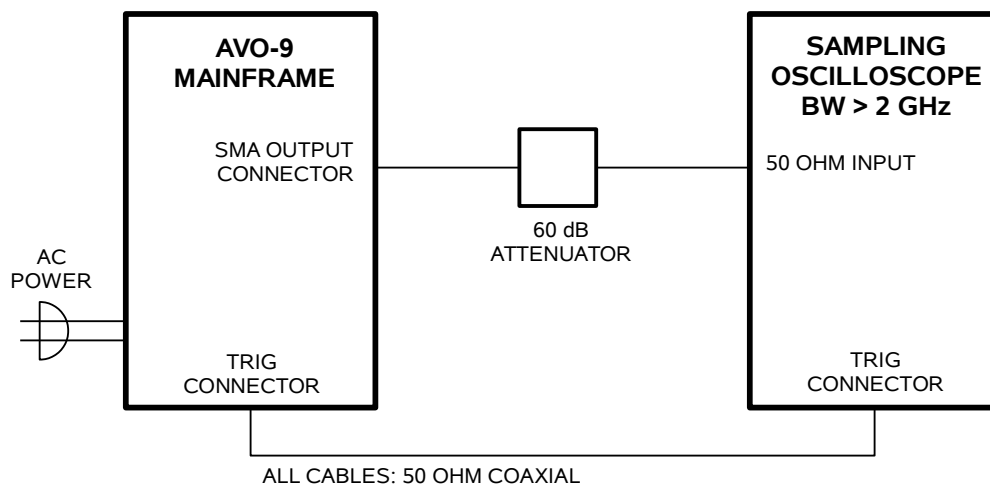 AVO-9
MAINFRAME
SMA OUTPUT
CONNECTOR
60 dB
ATTENUATOR
SAMPLING
OSCILLOSCOPE
BW > 2 GHz
50 OHM INPUT
AC
POWER
TRIG
CONNECTOR
TRIG
CONNECTOR
ALL CABLES: 50 OHM COAXIAL